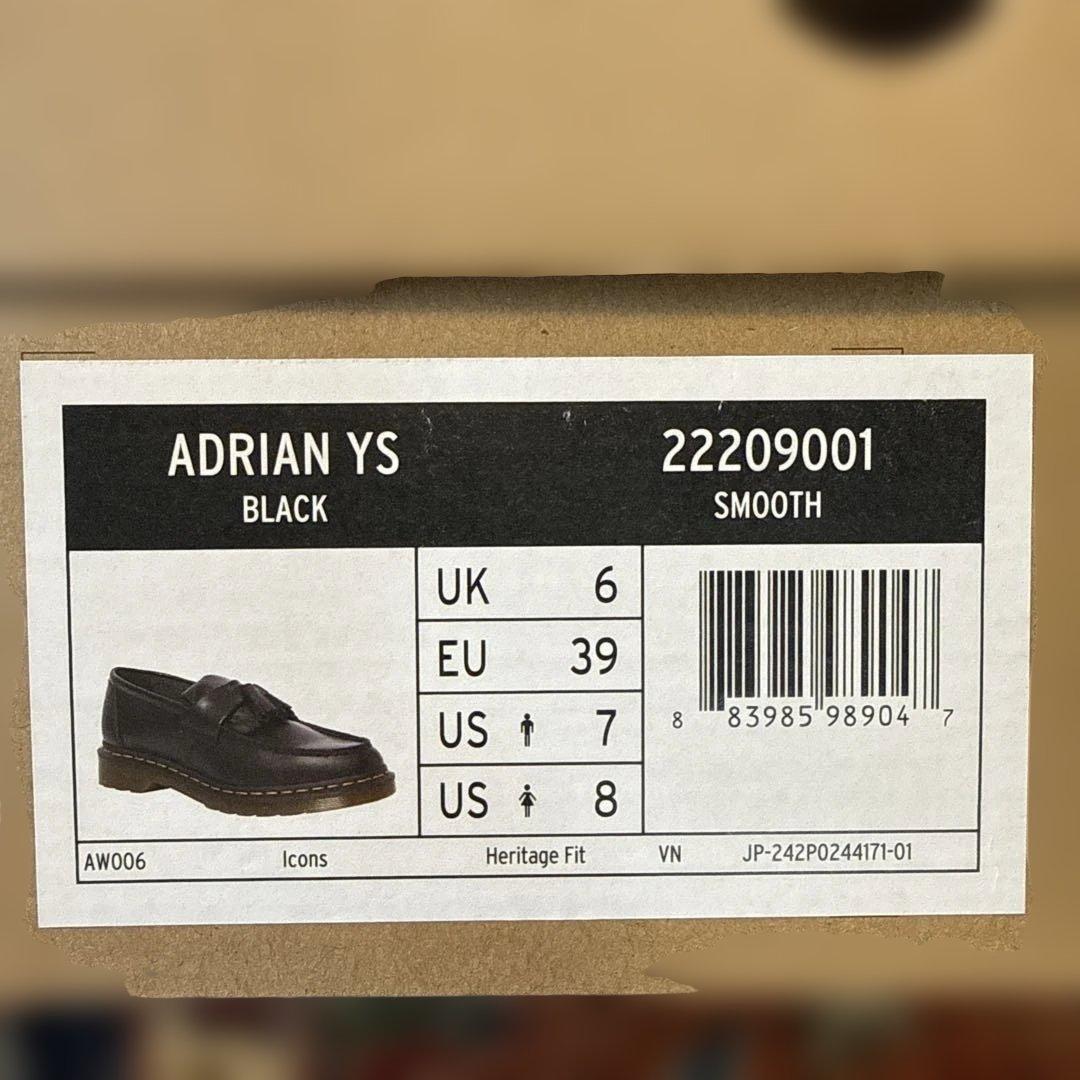 ADRIAN YS
BLACK
22209001
SMOOTH
UK 6
EU 39
US 7
US 8
8 83985 98904 7
AW006 Icons Heritage Fit VN JP-242P0244171-01